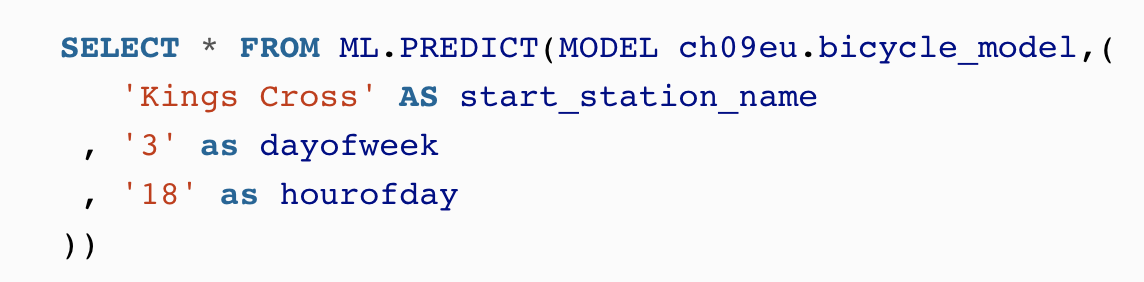 SELECT * FROM ML.PREDICT(MODEL ch09eu.bicycle_model,(
'Kings Cross' AS start_station_name
, '3' as dayofweek
, '18' as hourofday
))